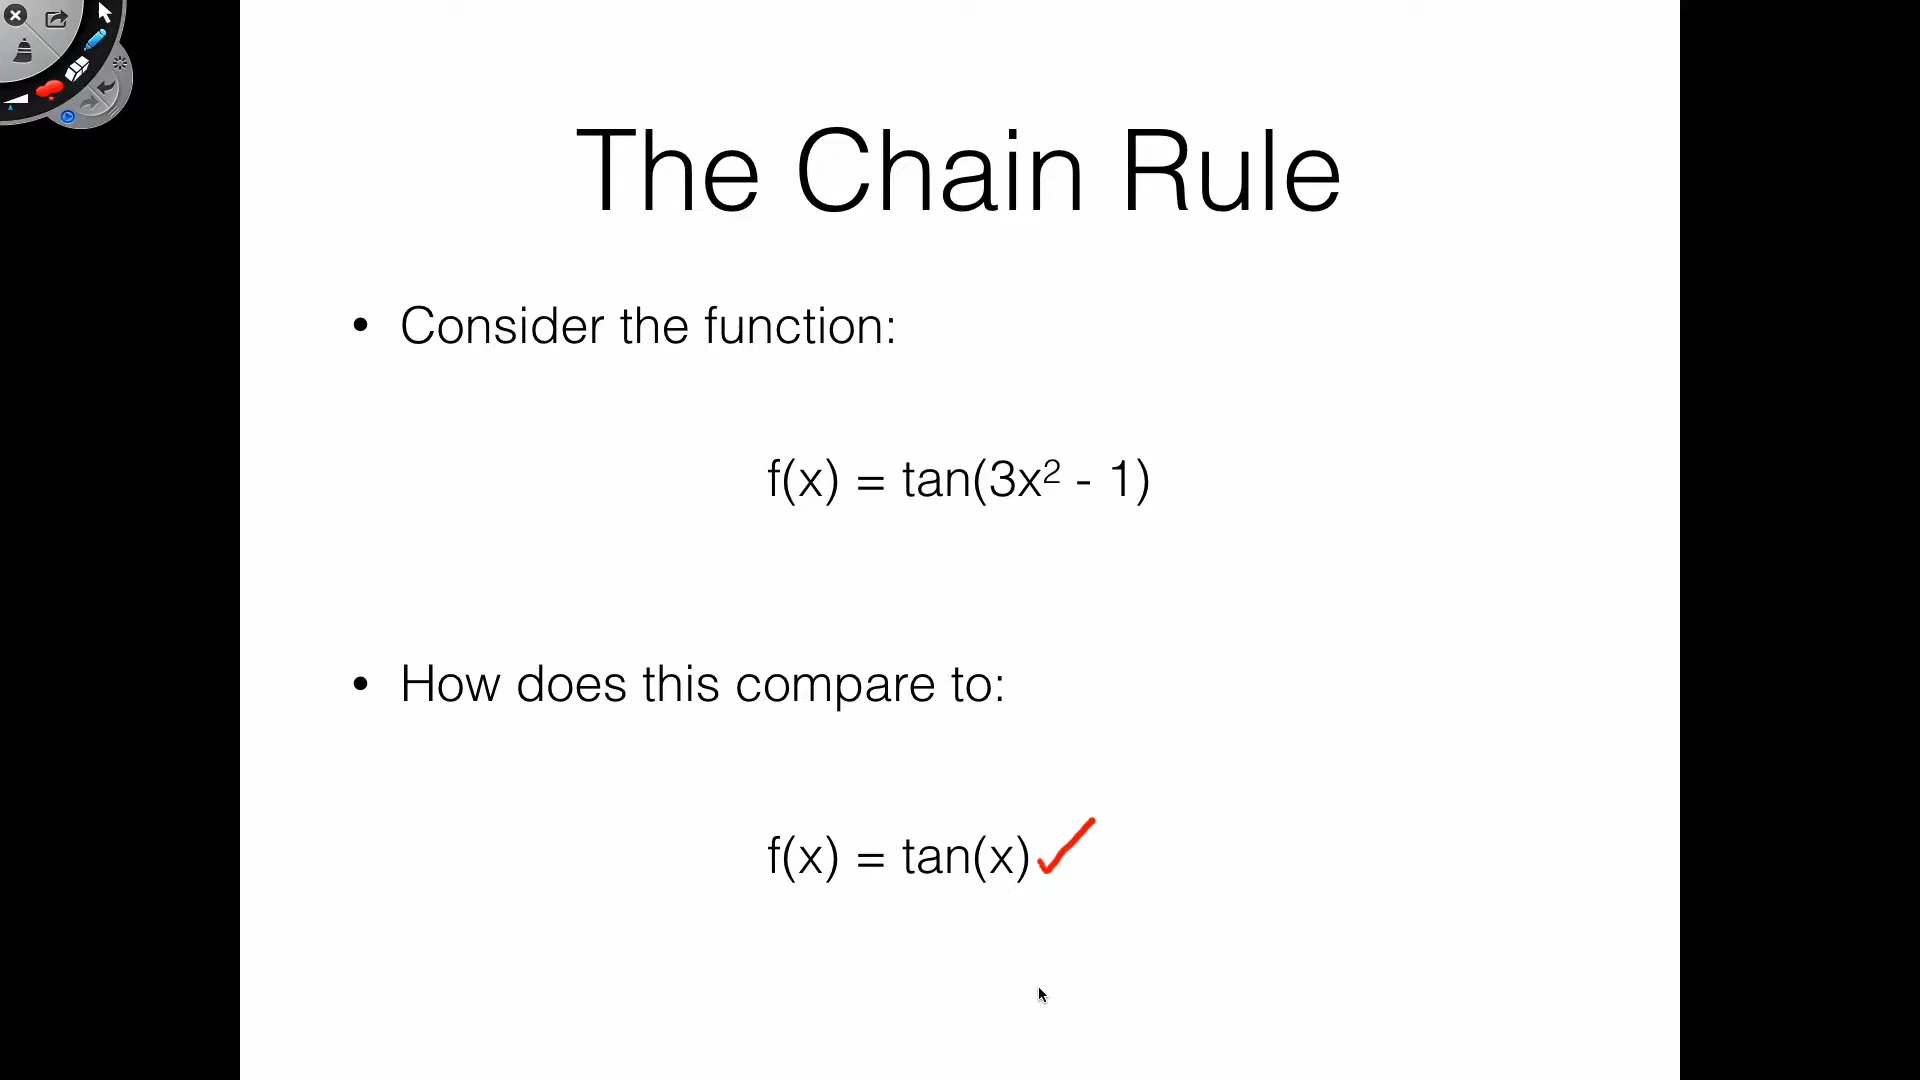 The Chain Rule
• Consider the function:
f(x) = tan(3x² - 1)
• How does this compare to:
f(x) = tan(x)